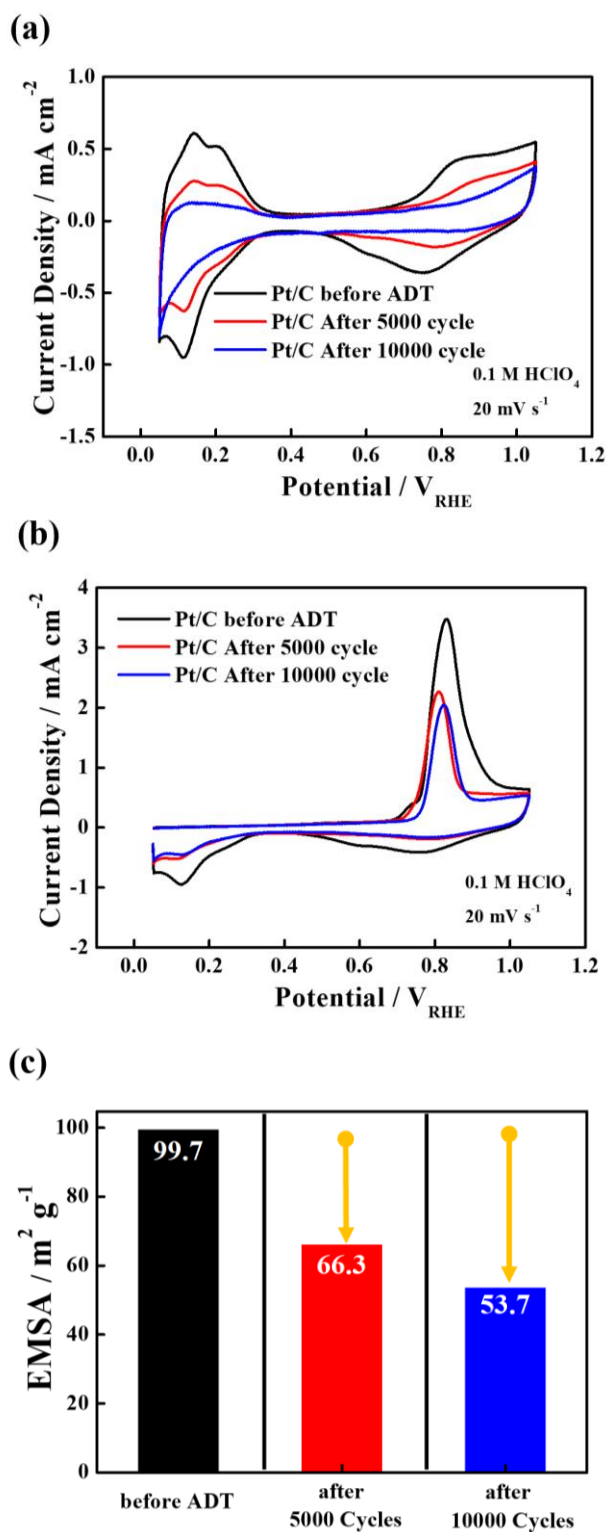 (a)
1.0
0.5
0.0
-0.5
-1.0
-1.5
Current Density / mA cm⁻²
Pt/C before ADT
Pt/C After 5000 cycle
Pt/C After 10000 cycle
0.1 M HClO₄
20 mV s⁻¹
0.0 0.2 0.4 0.6 0.8 1.0 1.2
Potential / V_RHE
(b)
4
3
2
1
0
-1
-2
Current Density / mA cm⁻²
Pt/C before ADT
Pt/C After 5000 cycle
Pt/C After 10000 cycle
0.1 M HClO₄
20 mV s⁻¹
0.0 0.2 0.4 0.6 0.8 1.0 1.2
Potential / V_RHE
(c)
100
80
60
40
20
0
EMSA / m² g⁻¹
99.7
66.3
53.7
before ADT
after
5000 Cycles
after
10000 Cycles